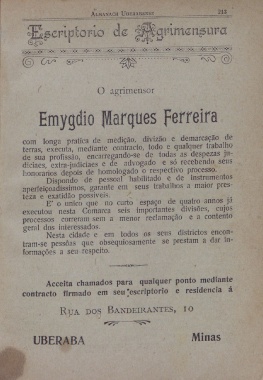 Almanach Uberabense 213
Escriptorio de Agrimensura
O agrimensor
Emygdio Marques Ferreira
com longa pratica de medição, divizão e demarcação de
terras, executa, mediante contracto, todo e qualquer trabalho
de sua profissão, encarregando-se de todas as despezas ju-
diciaes, extra-judiciaes e de advogado e só recebendo seus
honorarios depois de homologado o respectivo processo.
Dispondo de pessoal habilitado e de instrumentos
aperfeiçoadissimos, garante em seus trabalhos a maior pres-
teza e exatidão possiveis.
E' o unico que no corto espaço de quatro annos já
executou nesta Comarca seis importantes divisões, cujos
processos correram sem a menor reclamação e a contento
geral dos interessados.
Nesta cidade e em todos os seus districtos encon-
tram-se pessôas que obsequiosamente se prestam a dar in-
formações a seu respeito.
Acceita chamados para qualquer ponto mediante
contracto firmado em seu escriptorio e residencia á
Rua dos Bandeirantes, 10
UBERABA Minas